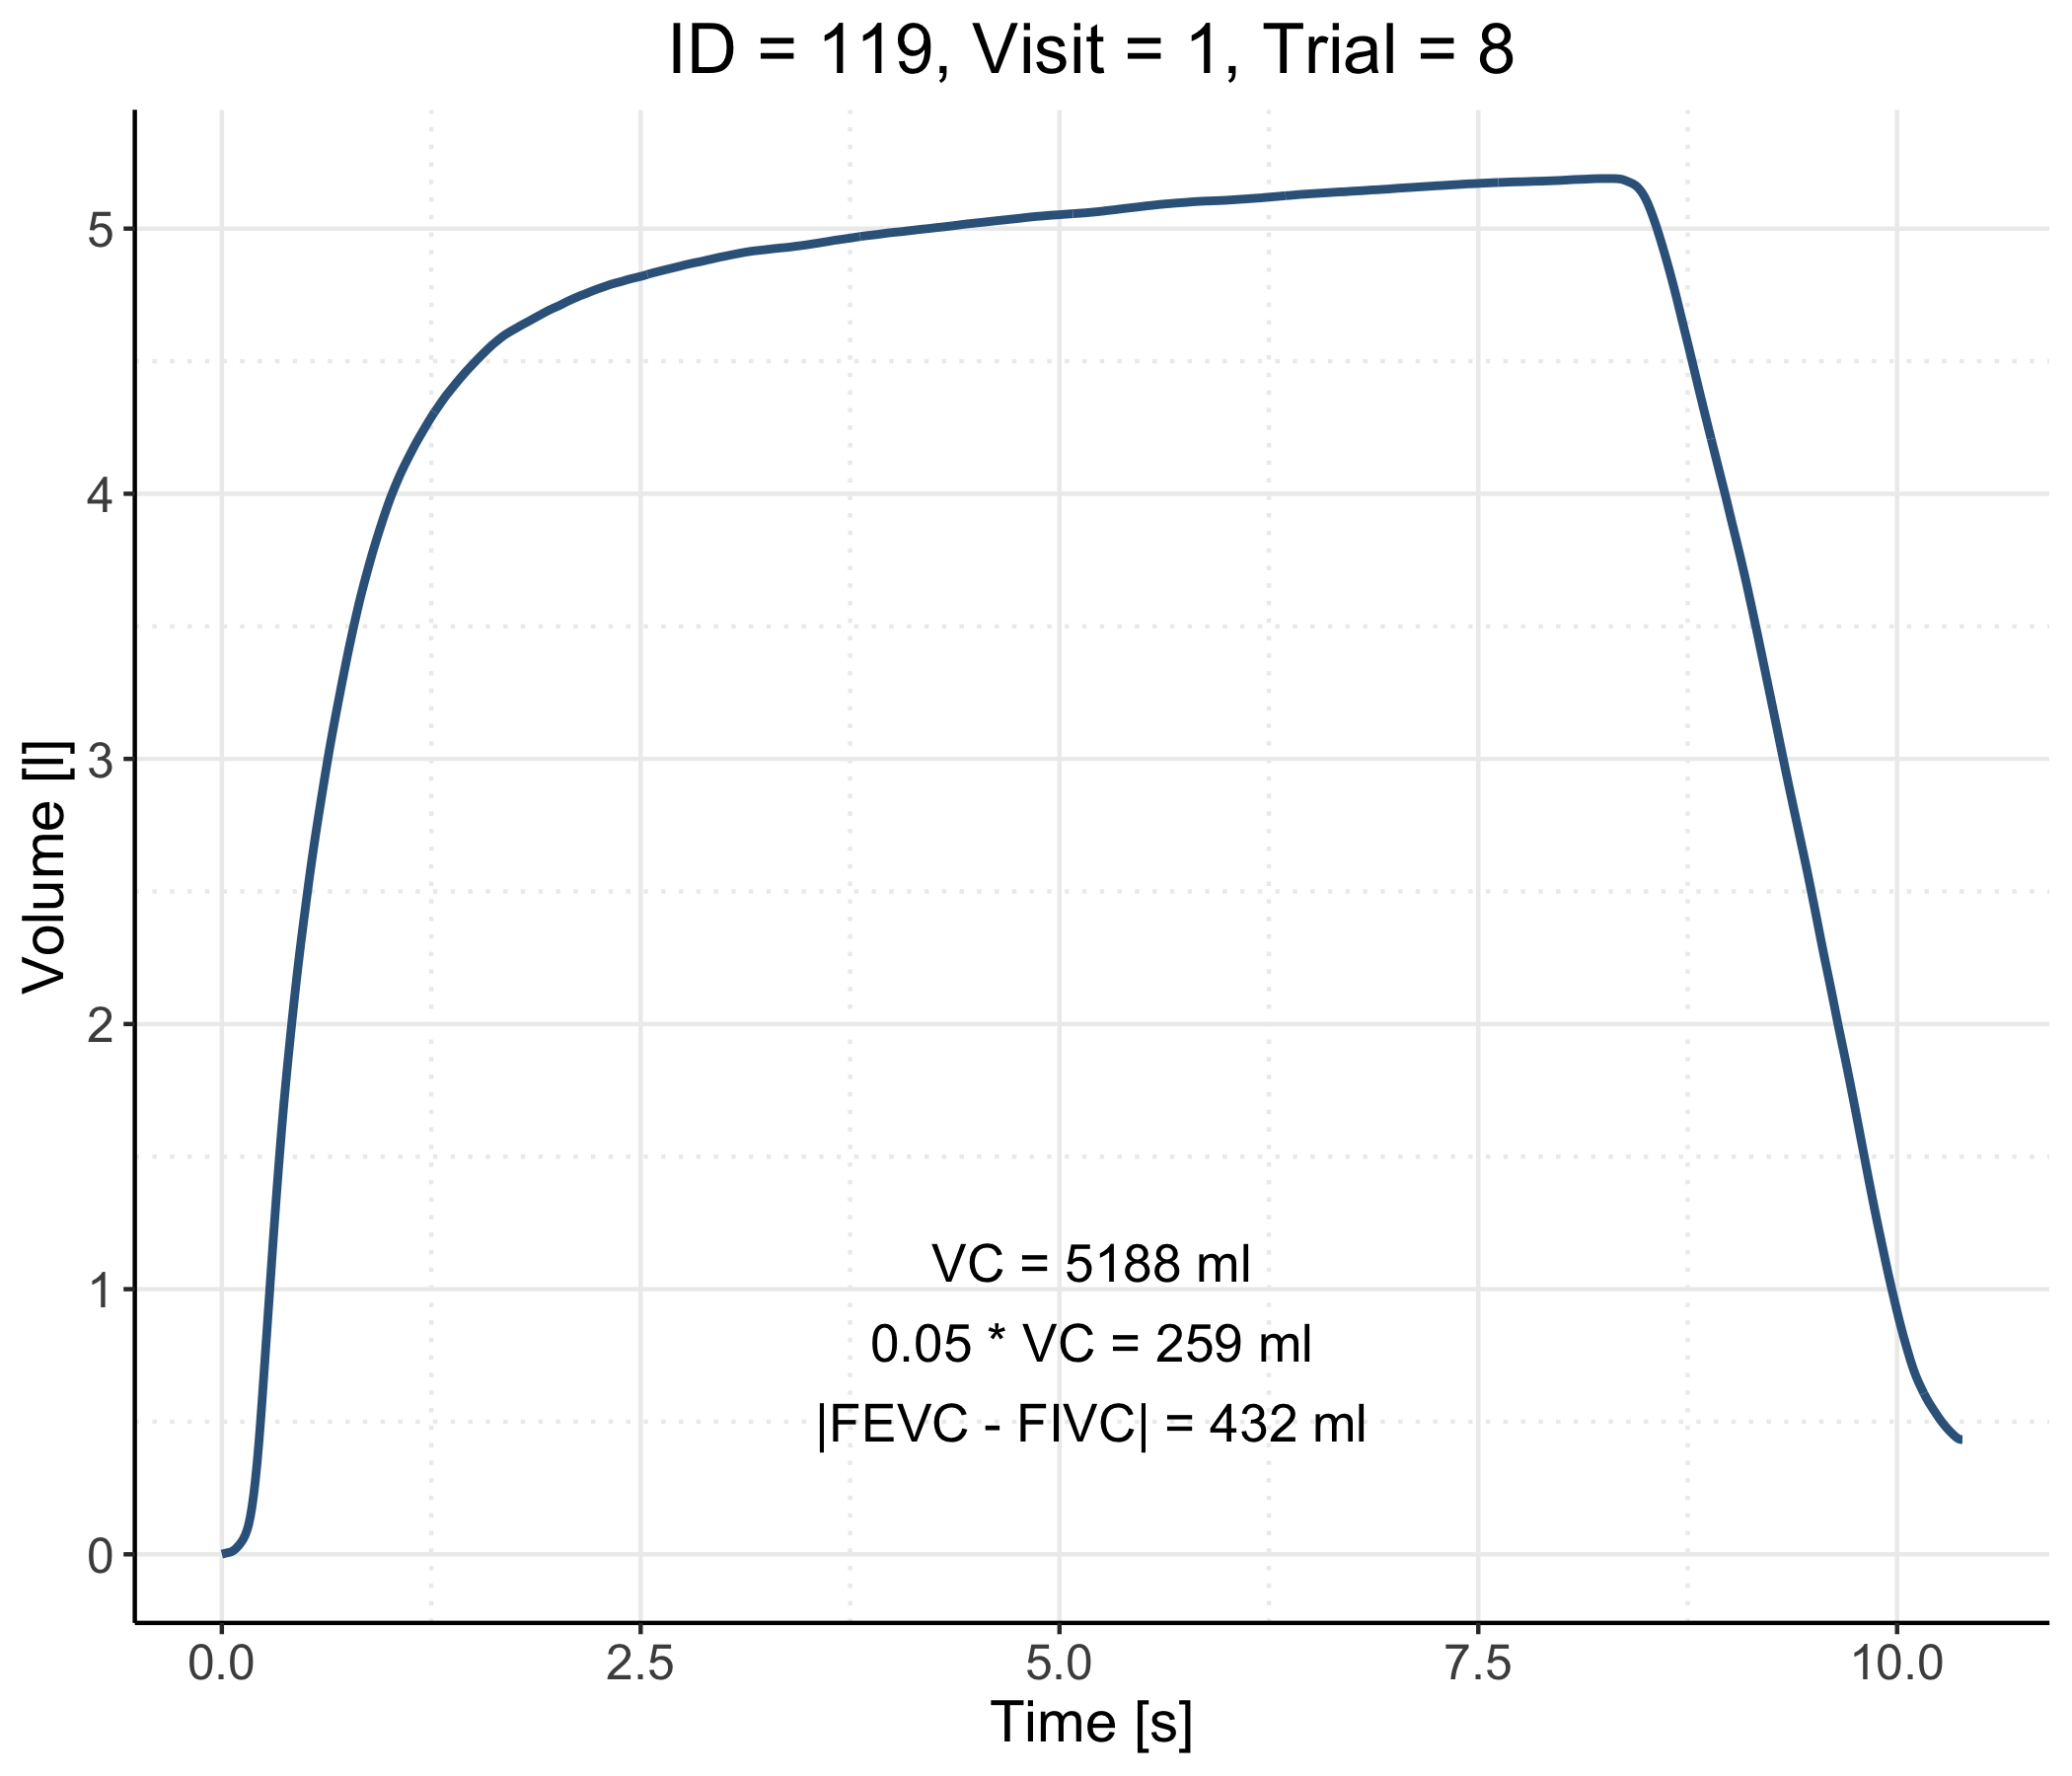 ID = 119, Visit = 1, Trial = 8
Volume [l]
5
4
3
2
1
0
VC = 5188 ml
0.05 * VC = 259 ml
|FEVC - FIVC| = 432 ml
0.0 2.5 5.0 7.5 10.0
Time [s]